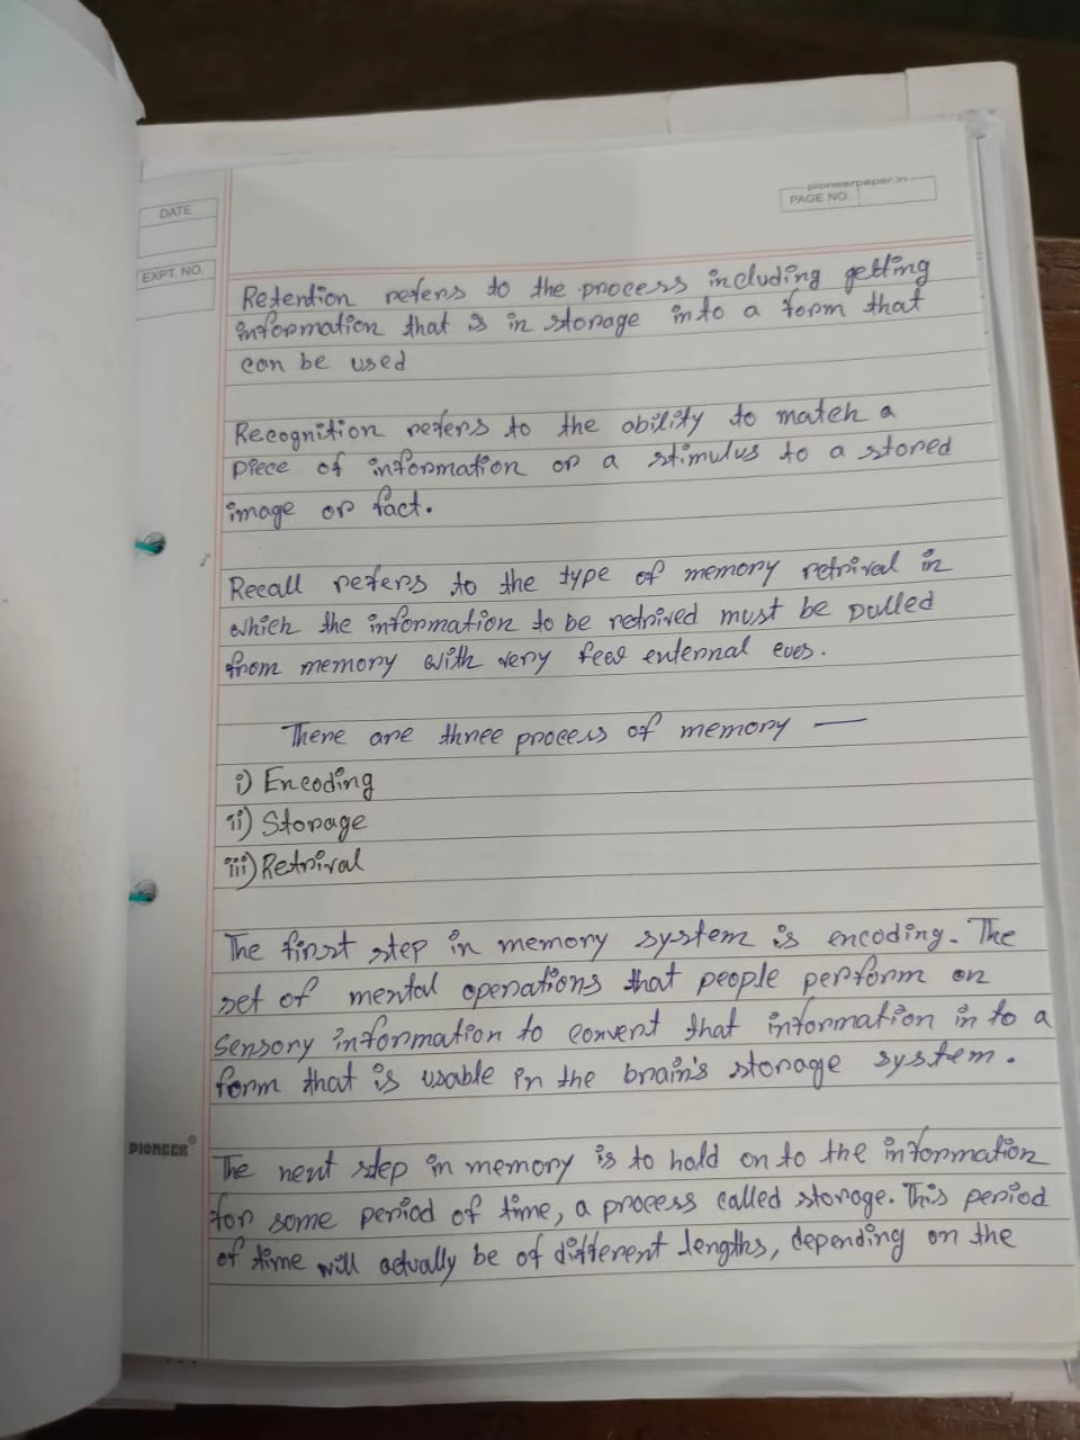 pioneerpaper.in
PAGE NO.
DATE
EXPT. NO.
Retention refers to the process including getting
information that is in storage into a form that
can be used
Recognition refers to the ability to match a
piece of information or a stimulus to a stored
image or fact.
Recall refers to the type of memory retrival in
which the information to be retrived must be pulled
from memory with very few external cues.
There are three process of memory —
i) Encoding
ii) Storage
iii) Retrival
The first step in memory system is encoding. The
set of mental operations that people perform on
sensory information to convert that information in to a
form that is usable in the brain's storage system.
PIONEER®
The next step in memory is to hold on to the information
for some period of time, a process called storage. This period
of time will actually be of different lengths, depending on the